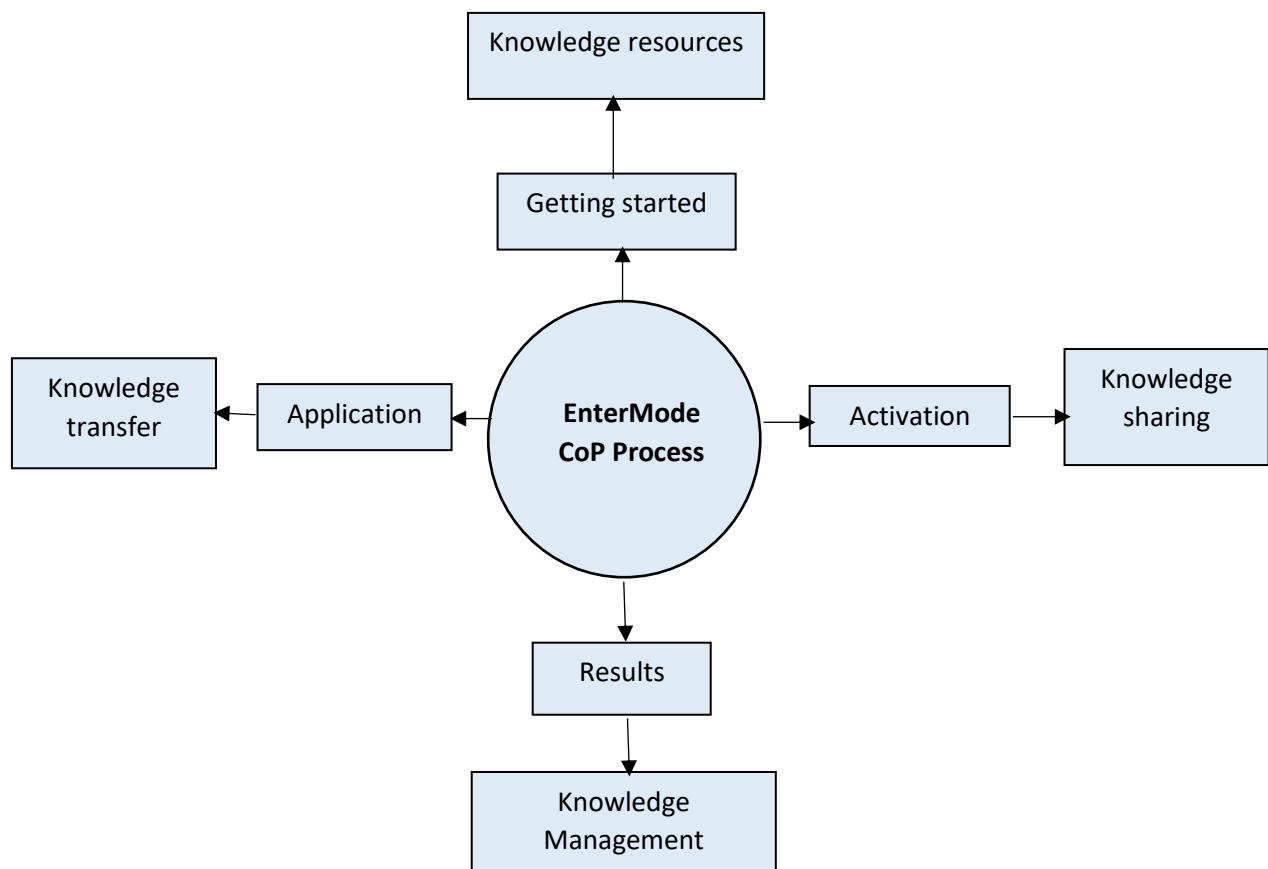 Knowledge resources
Getting started
Knowledge
transfer
Application
EnterMode
CoP Process
Activation
Knowledge
sharing
Results
Knowledge
Management